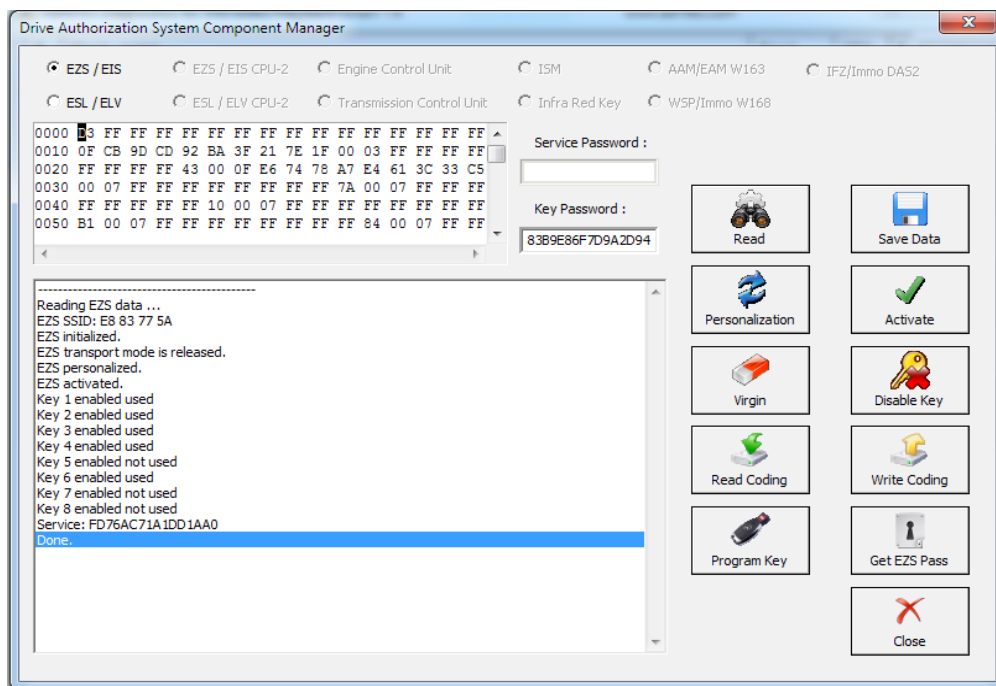 Drive Authorization System Component Manager
EZS / EIS EZS / EIS CPU-2 Engine Control Unit ISM AAM/EAM W163 IFZ/Immo DAS2
ESL / ELV ESL / ELV CPU-2 Transmission Control Unit Infra Red Key WSP/Immo W168
0000 D3 FF FF FF FF FF FF FF FF FF FF FF FF FF FF FF
0010 0F CB 9D CD 92 BA 3F 21 7E 1F 00 03 FF FF FF FF
0020 FF FF FF FF 43 00 0F E6 74 78 A7 E4 61 3C 33 C5
0030 00 07 FF FF FF FF FF FF FF FF FF 7A 00 07 FF FF FF
0040 FF FF FF FF FF 10 00 07 FF FF FF FF FF FF FF FF
0050 B1 00 07 FF FF FF FF FF FF FF FF 84 00 07 FF FF
Service Password :
Key Password :
83B9E86F7D9A2D94
Read
Save Data
Personalization
Activate
Virgin
Disable Key
Read Coding
Write Coding
Program Key
Get EZS Pass
Close
---------------------------------------------
Reading EZS data ...
EZS SSID: E8 83 77 5A
EZS initialized.
EZS transport mode is released.
EZS personalized.
EZS activated.
Key 1 enabled used
Key 2 enabled used
Key 3 enabled used
Key 4 enabled used
Key 5 enabled not used
Key 6 enabled used
Key 7 enabled not used
Key 8 enabled not used
Service: FD76AC71A1DD1AA0
Done.